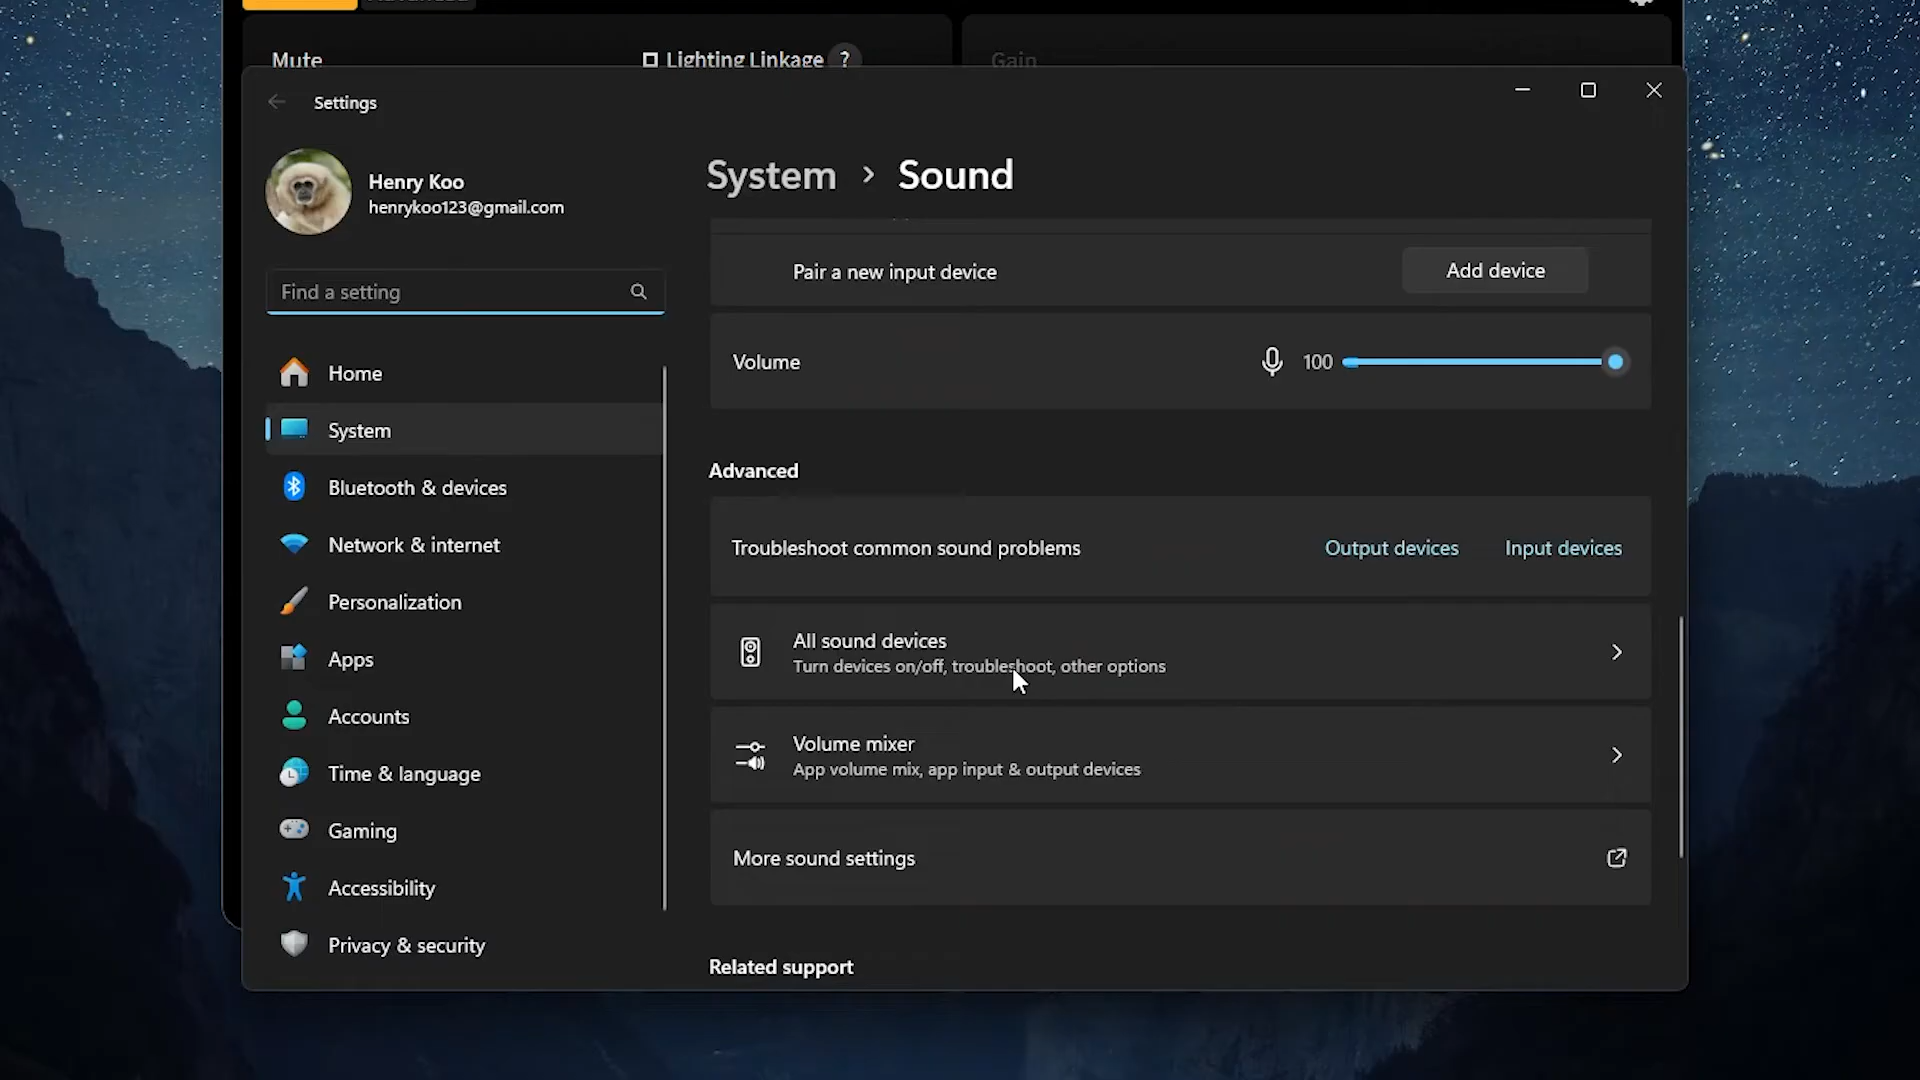 Mute
Lighting Linkage ?
Gain
Settings
Henry Koo
henrykoo123@gmail.com
System > Sound
Find a setting
Pair a new input device
Add device
Volume
100
Home
System
Bluetooth & devices
Network & internet
Personalization
Apps
Accounts
Time & language
Gaming
Accessibility
Privacy & security
Advanced
Troubleshoot common sound problems
Output devices
Input devices
All sound devices
Turn devices on/off, troubleshoot, other options
Volume mixer
App volume mix, app input & output devices
More sound settings
Related support